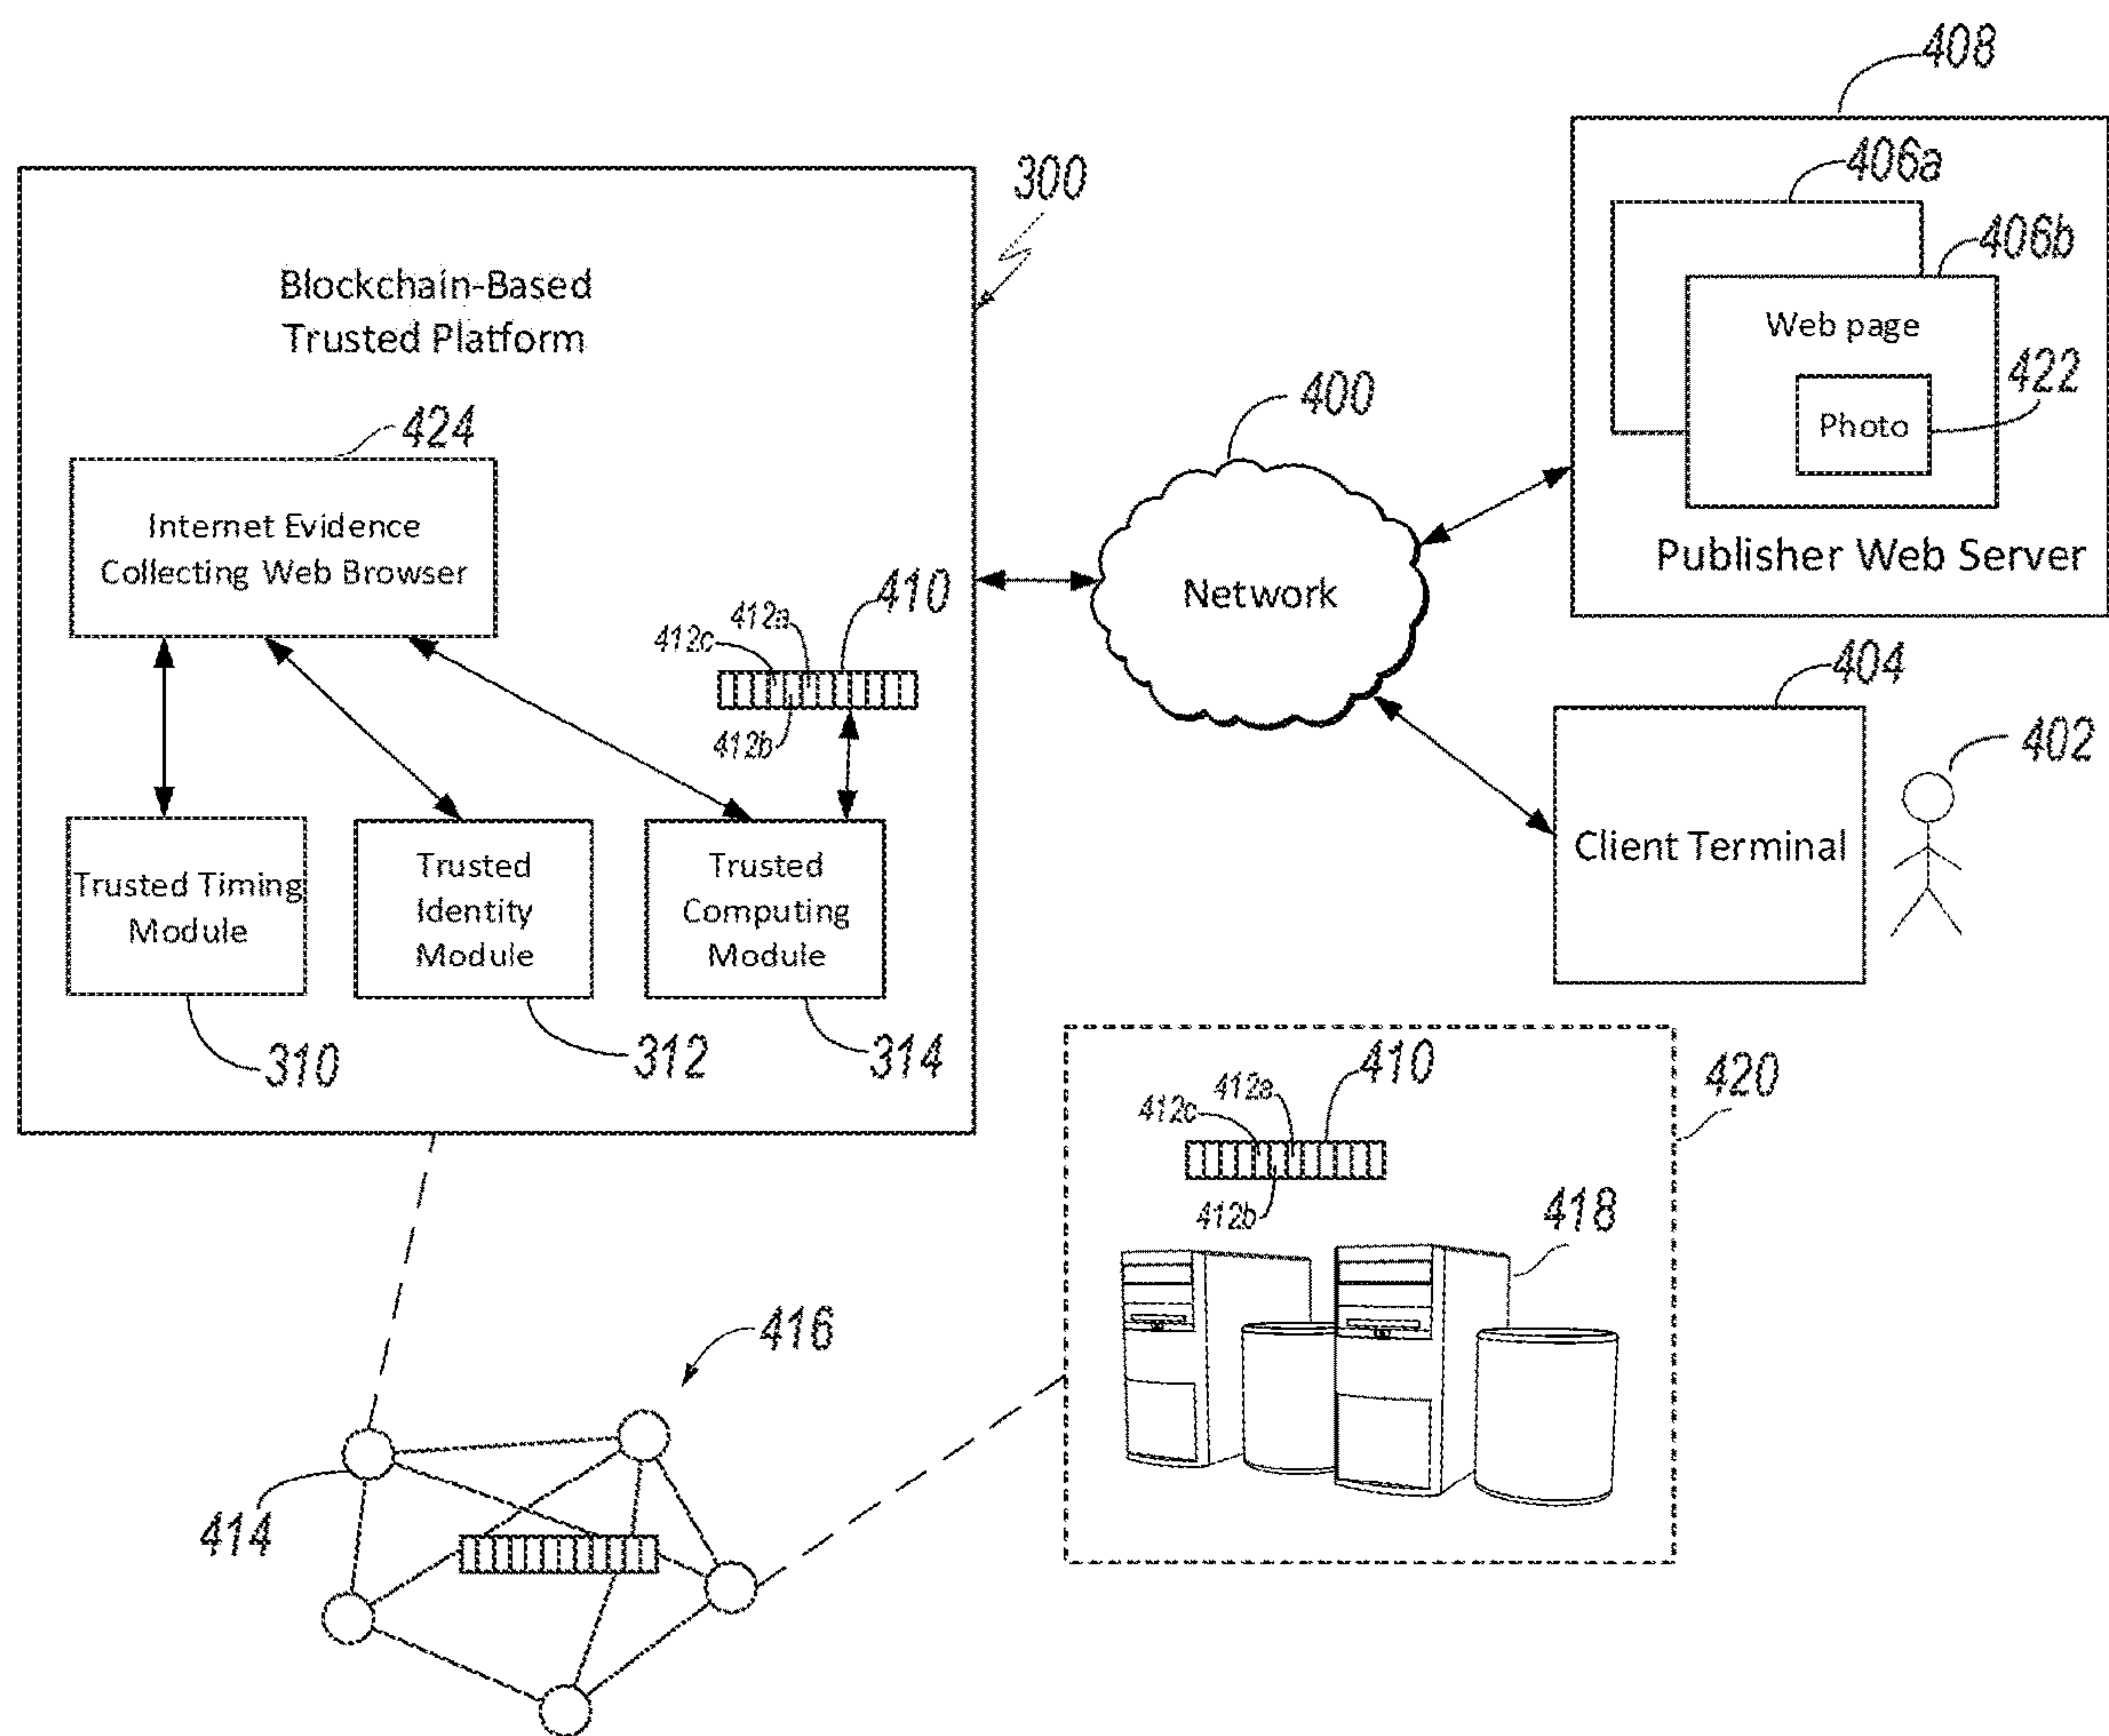 408
406a
406b
Web page
422
Photo
Publisher Web Server
300
Blockchain-Based
Trusted Platform
424
Internet Evidence
Collecting Web Browser
410
412a
412c
412b
400
Network
404
Client Terminal
402
Trusted Timing
Module
Trusted
Identity
Module
Trusted
Computing
Module
310
312
314
410
412a
412c
412b
420
418
416
414